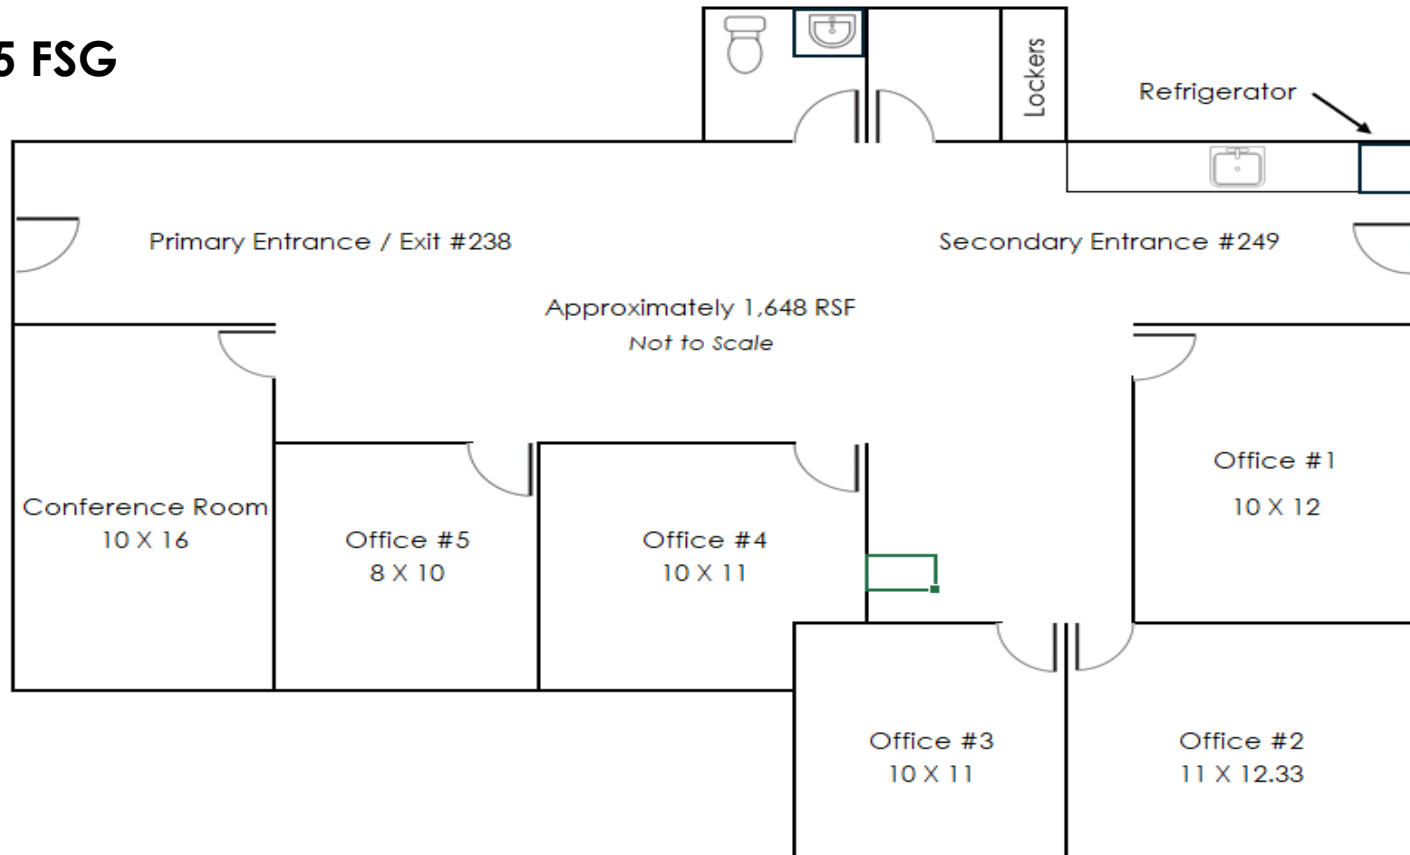 5 FSG
Lockers
Refrigerator
Primary Entrance / Exit #238
Secondary Entrance #249
Approximately 1,648 RSF
Not to Scale
Office #1
10 X 12
Conference Room
10 X 16
Office #5
8 X 10
Office #4
10 X 11
Office #3
10 X 11
Office #2
11 X 12.33